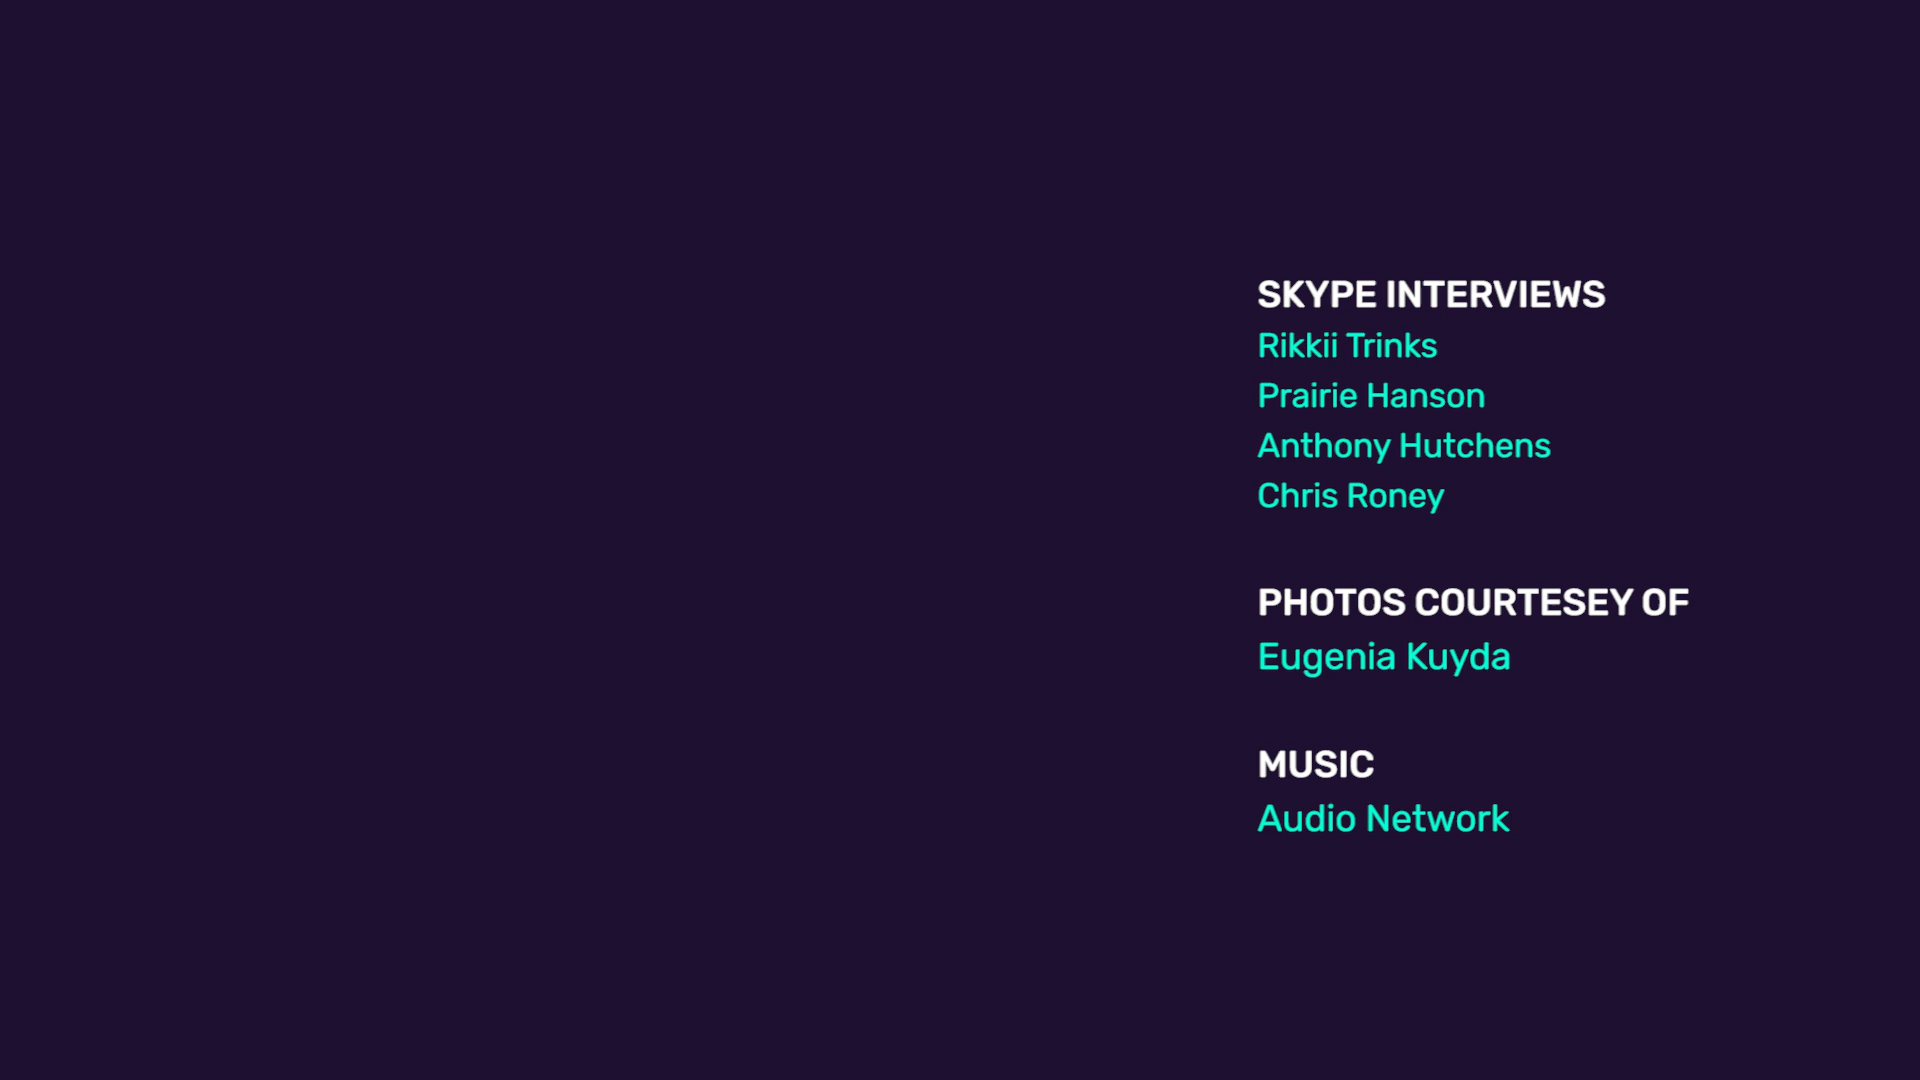 SKYPE INTERVIEWS
Rikkii Trinks
Prairie Hanson
Anthony Hutchens
Chris Roney
PHOTOS COURTESEY OF
Eugenia Kuyda
MUSIC
Audio Network